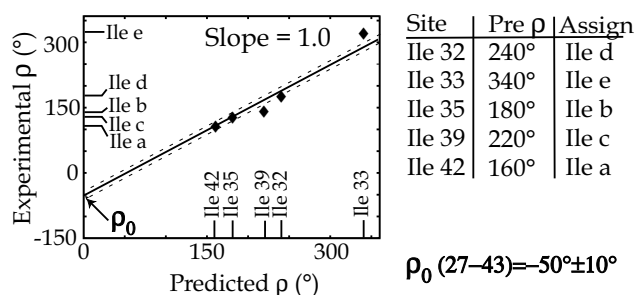 Experimental ρ (°)
300
150
0
-150
Ile e
Ile d
Ile b
Ile c
Ile a
Slope = 1.0
ρ0
Ile 42
Ile 35
Ile 39
Ile 32
Ile 33
0
150
300
Predicted ρ (°)
Site Pre ρ Assign
Ile 32 240° Ile d
Ile 33 340° Ile e
Ile 35 180° Ile b
Ile 39 220° Ile c
Ile 42 160° Ile a
ρ0 (27–43)=–50°±10°